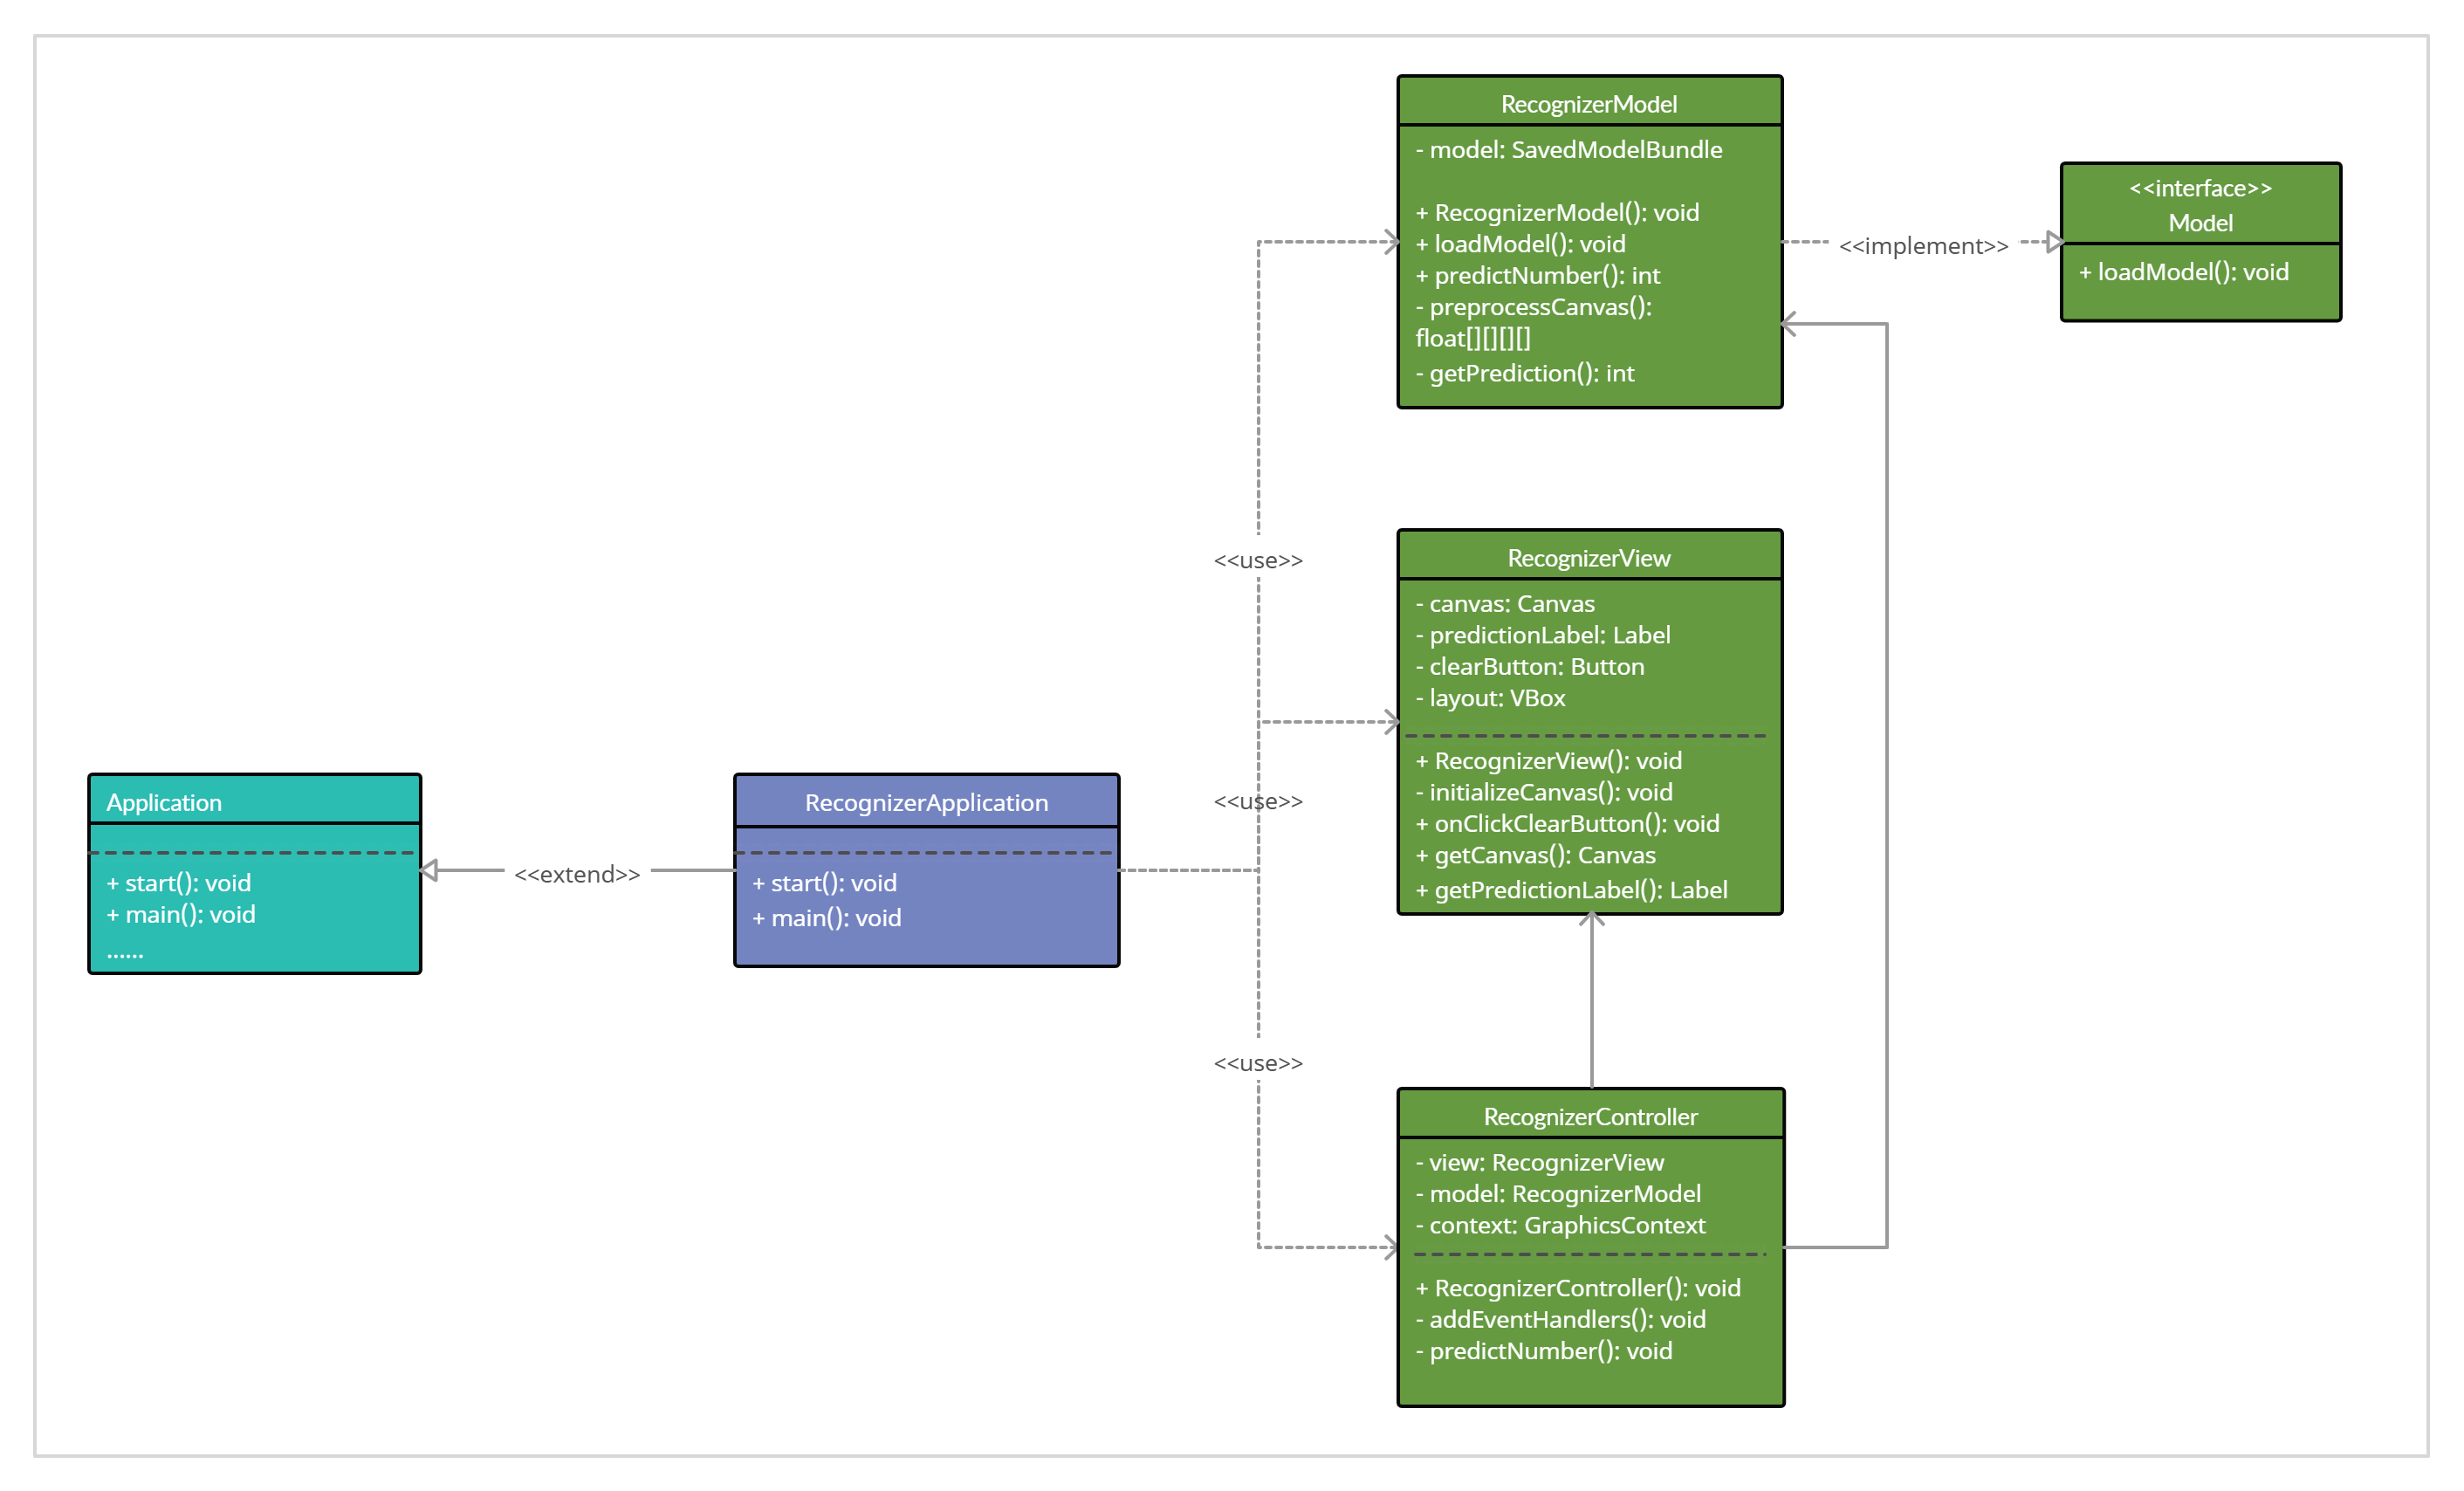 RecognizerModel
- model: SavedModelBundle
+ RecognizerModel(): void
+ loadModel(): void
+ predictNumber(): int
- preprocessCanvas():
float[][][][]
- getPrediction(): int
<<implement>>
<<interface>>
Model
+ loadModel(): void
<<use>>
RecognizerView
- canvas: Canvas
- predictionLabel: Label
- clearButton: Button
- layout: VBox
+ RecognizerView(): void
- initializeCanvas(): void
+ onClickClearButton(): void
+ getCanvas(): Canvas
+ getPredictionLabel(): Label
Application
+ start(): void
+ main(): void
......
<<extend>>
RecognizerApplication
+ start(): void
+ main(): void
<<use>>
<<use>>
RecognizerController
- view: RecognizerView
- model: RecognizerModel
- context: GraphicsContext
+ RecognizerController(): void
- addEventHandlers(): void
- predictNumber(): void